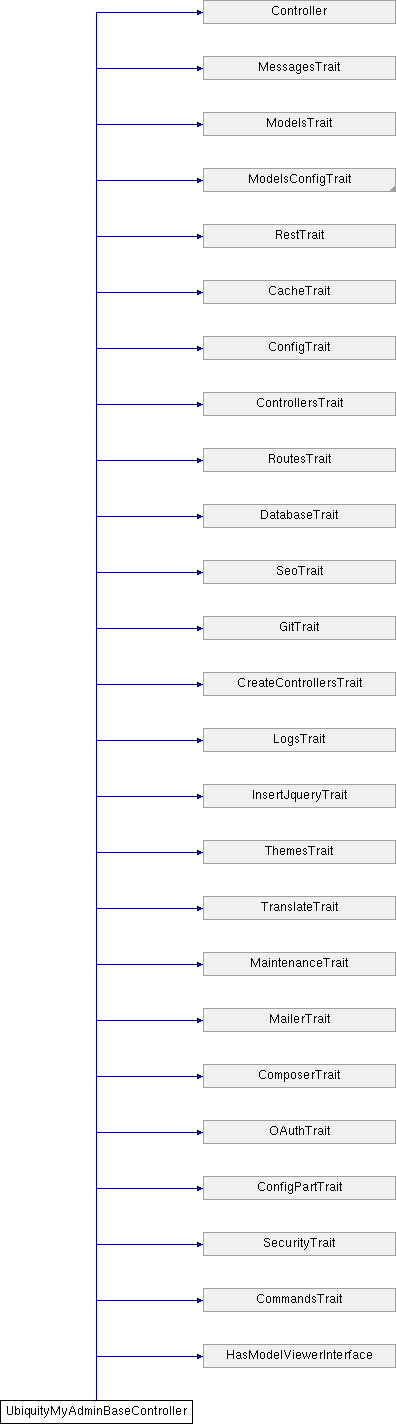 Controller
MessagesTrait
ModelsTrait
ModelsConfigTrait
RestTrait
CacheTrait
ConfigTrait
ControllersTrait
RoutesTrait
DatabaseTrait
SeoTrait
GitTrait
CreateControllersTrait
LogsTrait
InsertJqueryTrait
ThemesTrait
TranslateTrait
MaintenanceTrait
MailerTrait
ComposerTrait
OAuthTrait
ConfigPartTrait
SecurityTrait
CommandsTrait
HasModelViewerInterface
UbiquityMyAdminBaseController